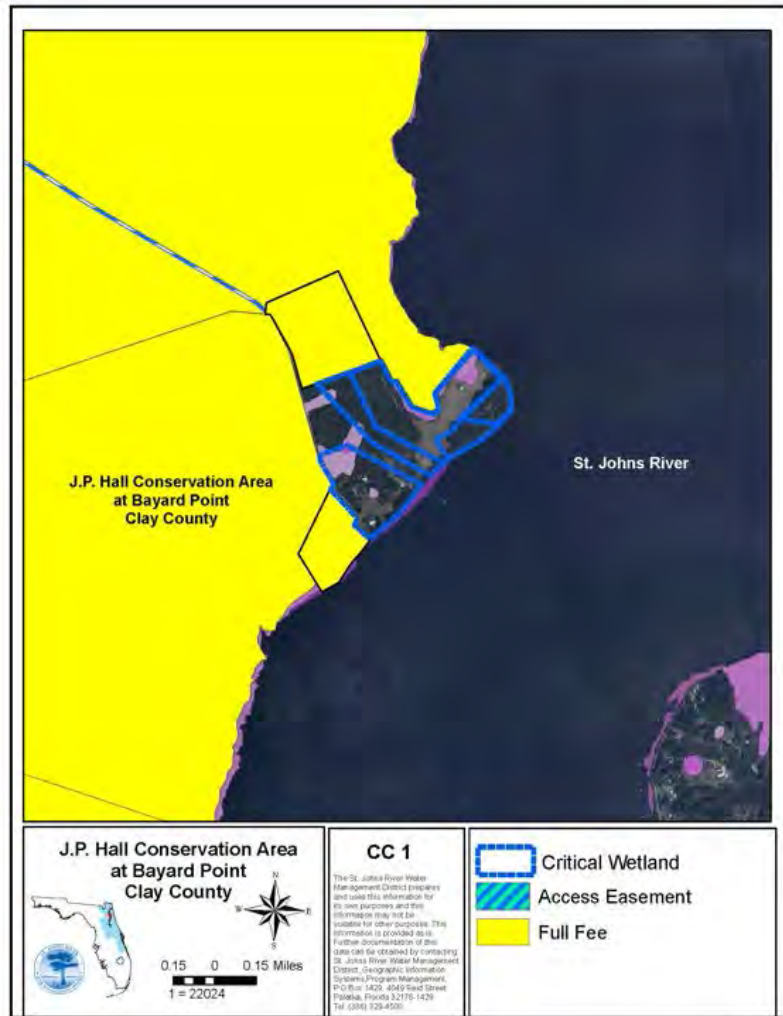 J.P. Hall Conservation Area
at Bayard Point
Clay County
St. Johns River
J.P. Hall Conservation Area
at Bayard Point
Clay County
N
W
E
S
0.15 0 0.15 Miles
1 = 22024
CC 1
The St. Johns River Water
Management District prepares
and uses this information for
its own purposes and this
information may not be
suitable for other purposes. This
information is provided as is.
Further documentation of this
data can be obtained by contacting:
St. Johns River Water Management
District, Geographic Information
Systems, Program Management,
P.O. Box 1429, 4049 Reid Street
Palatka, Florida 32178-1429
Tel: (386) 329-4500.
Critical Wetland
Access Easement
Full Fee